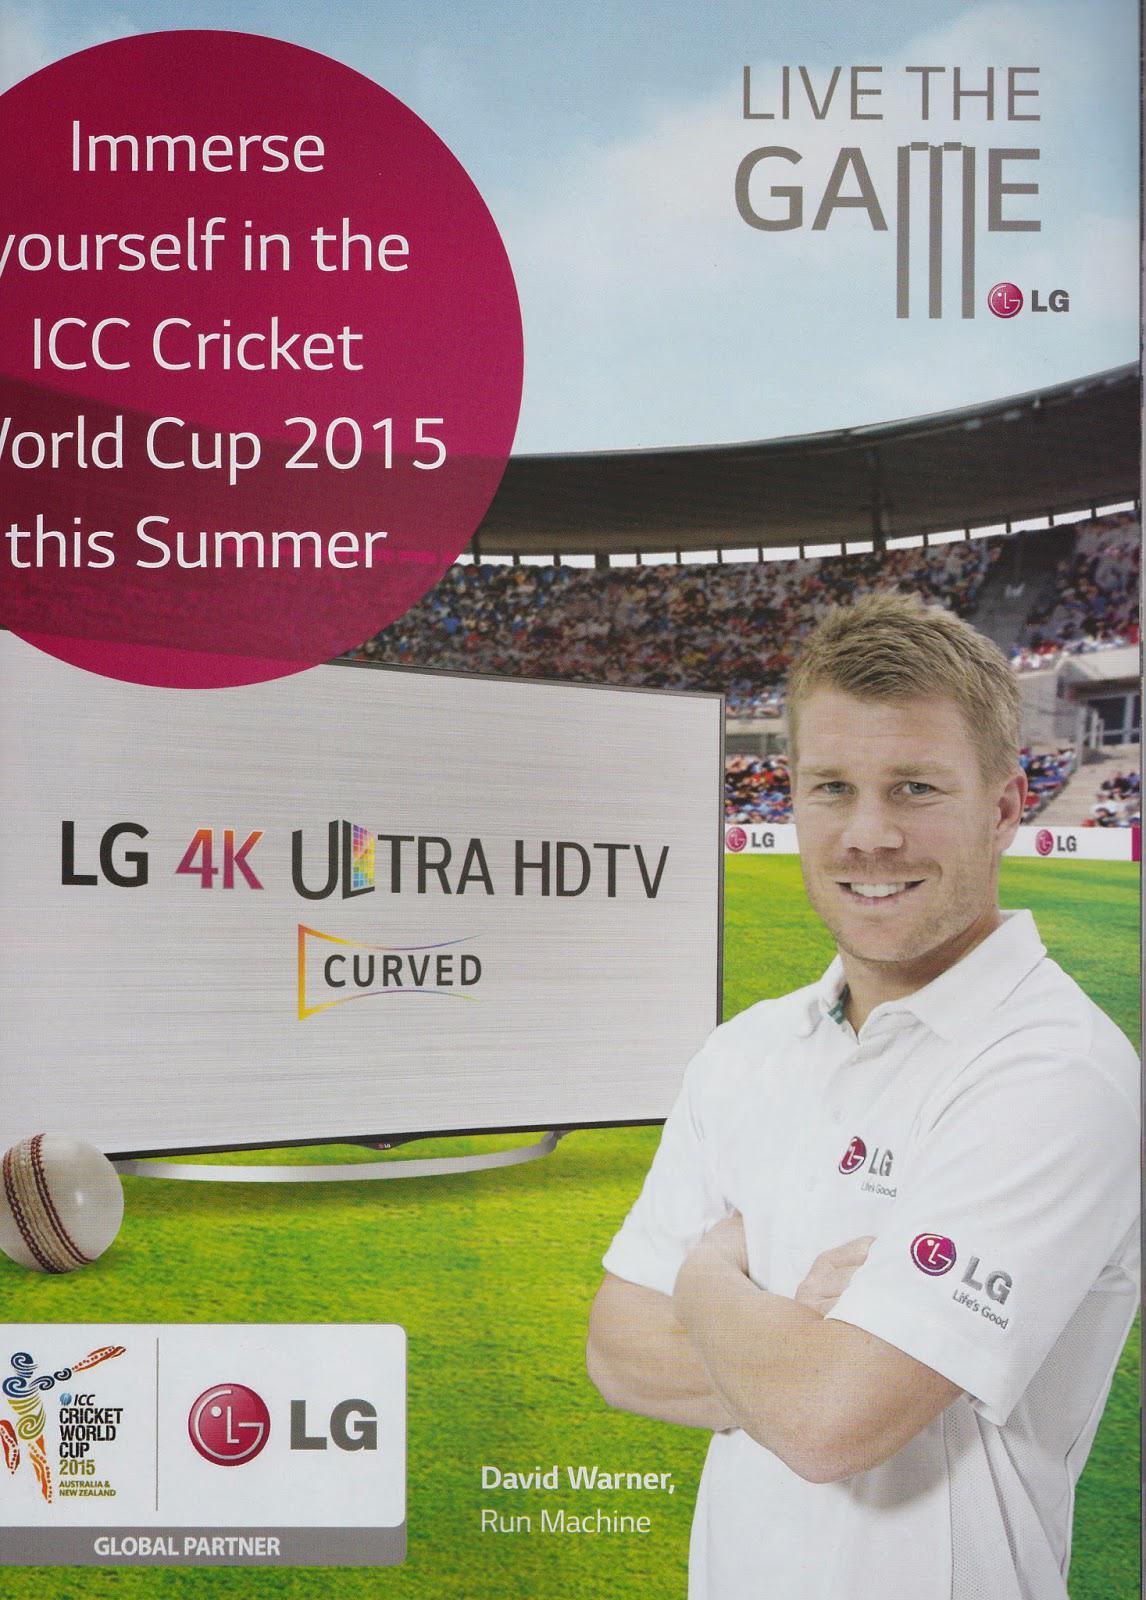 Immerse
yourself in the
ICC Cricket
World Cup 2015
this Summer
LIVE THE
GAME
LG
LG 4K ULTRA HDTV
CURVED
LG
LG
LG
LG
Life's Good
LG
Life's Good
ICC
CRICKET
WORLD
CUP
2015
AUSTRALIA &
NEW ZEALAND
LG
GLOBAL PARTNER
David Warner,
Run Machine